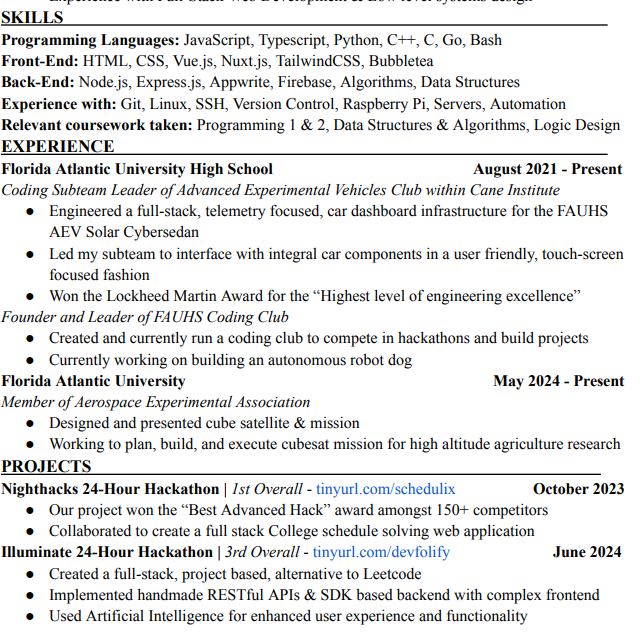 Experience with Full Stack Web Development & Low level systems design
SKILLS
Programming Languages: JavaScript, Typescript, Python, C++, C, Go, Bash
Front-End: HTML, CSS, Vue.js, Nuxt.js, TailwindCSS, Bubbletea
Back-End: Node.js, Express.js, Appwrite, Firebase, Algorithms, Data Structures
Experience with: Git, Linux, SSH, Version Control, Raspberry Pi, Servers, Automation
Relevant coursework taken: Programming 1 & 2, Data Structures & Algorithms, Logic Design
EXPERIENCE
Florida Atlantic University High School August 2021 - Present
Coding Subteam Leader of Advanced Experimental Vehicles Club within Cane Institute
● Engineered a full-stack, telemetry focused, car dashboard infrastructure for the FAUHS
AEV Solar Cybersedan
● Led my subteam to interface with integral car components in a user friendly, touch-screen
focused fashion
● Won the Lockheed Martin Award for the “Highest level of engineering excellence”
Founder and Leader of FAUHS Coding Club
● Created and currently run a coding club to compete in hackathons and build projects
● Currently working on building an autonomous robot dog
Florida Atlantic University May 2024 - Present
Member of Aerospace Experimental Association
● Designed and presented cube satellite & mission
● Working to plan, build, and execute cubesat mission for high altitude agriculture research
PROJECTS
Nighthacks 24-Hour Hackathon | 1st Overall - tinyurl.com/schedulix October 2023
● Our project won the “Best Advanced Hack” award amongst 150+ competitors
● Collaborated to create a full stack College schedule solving web application
Illuminate 24-Hour Hackathon | 3rd Overall - tinyurl.com/devfolify June 2024
● Created a full-stack, project based, alternative to Leetcode
● Implemented handmade RESTful APIs & SDK based backend with complex frontend
● Used Artificial Intelligence for enhanced user experience and functionality